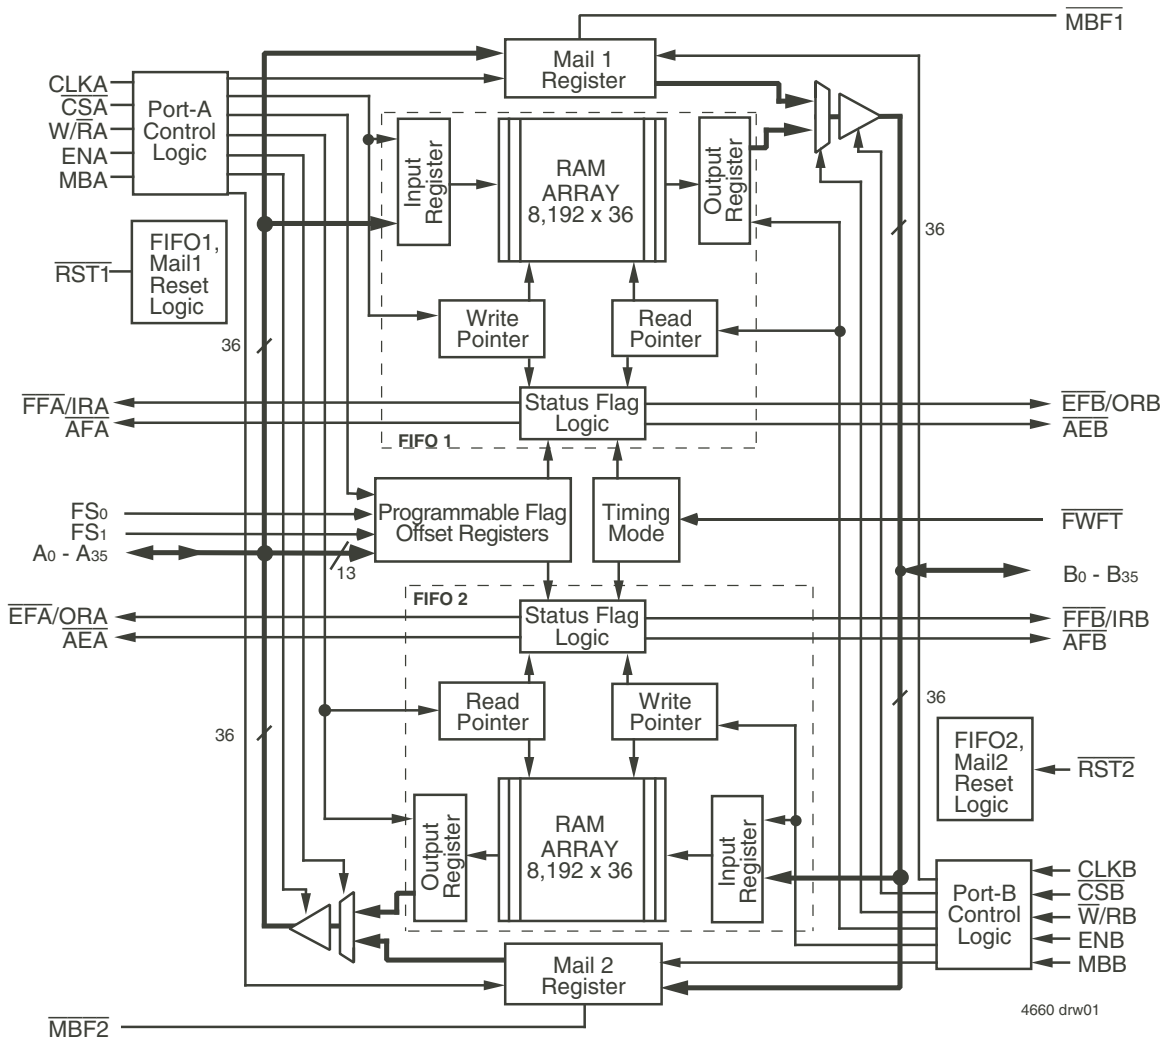 MBF1
Mail 1
Register
CLKA
CSA
W/RA
ENA
MBA
Port-A
Control
Logic
Input
Register
RAM
ARRAY
8,192 x 36
Output
Register
36
FIFO1,
Mail1
Reset
Logic
RST1
Write
Pointer
Read
Pointer
36
FFA/IRA
AFA
Status Flag
Logic
EFB/ORB
AEB
FIFO 1
FS0
FS1
A0 - A35
Programmable Flag
Offset Registers
Timing
Mode
FWFT
13
B0 - B35
FIFO 2
EFA/ORA
AEA
Status Flag
Logic
FFB/IRB
AFB
Read
Pointer
Write
Pointer
36
36
FIFO2,
Mail2
Reset
Logic
RST2
Output
Register
RAM
ARRAY
8,192 x 36
Input
Register
Port-B
Control
Logic
CLKB
CSB
W/RB
ENB
MBB
Mail 2
Register
MBF2
4660 drw01